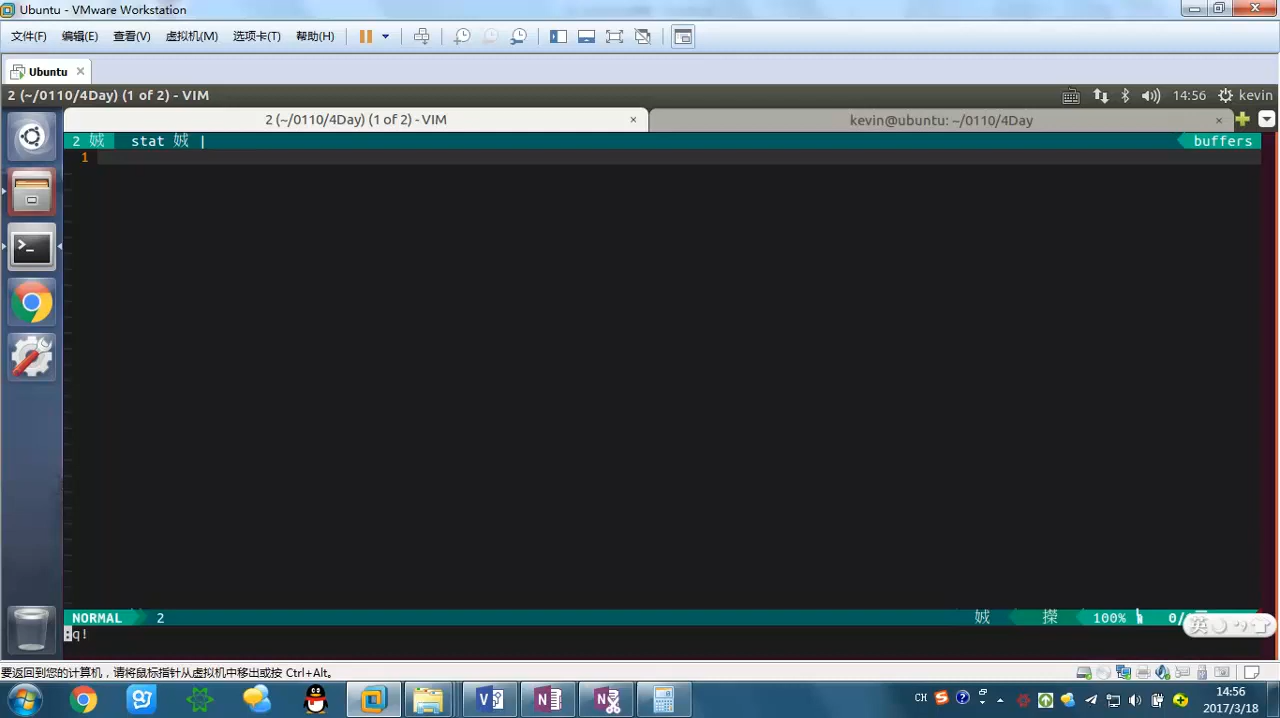 Ubuntu - VMware Workstation
文件(F) 编辑(E) 查看(V) 虚拟机(M) 选项卡(T) 帮助(H)
Ubuntu
2 (~/0110/4Day) (1 of 2) - VIM
14:56 kevin
2 (~/0110/4Day) (1 of 2) - VIM
kevin@ubuntu: ~/0110/4Day
2 stat buffers
1
NORMAL 2 100% 0/
英
:q!
要返回到您的计算机，请将鼠标指针从虚拟机中移出或按 Ctrl+Alt。
CH 14:56
2017/3/18